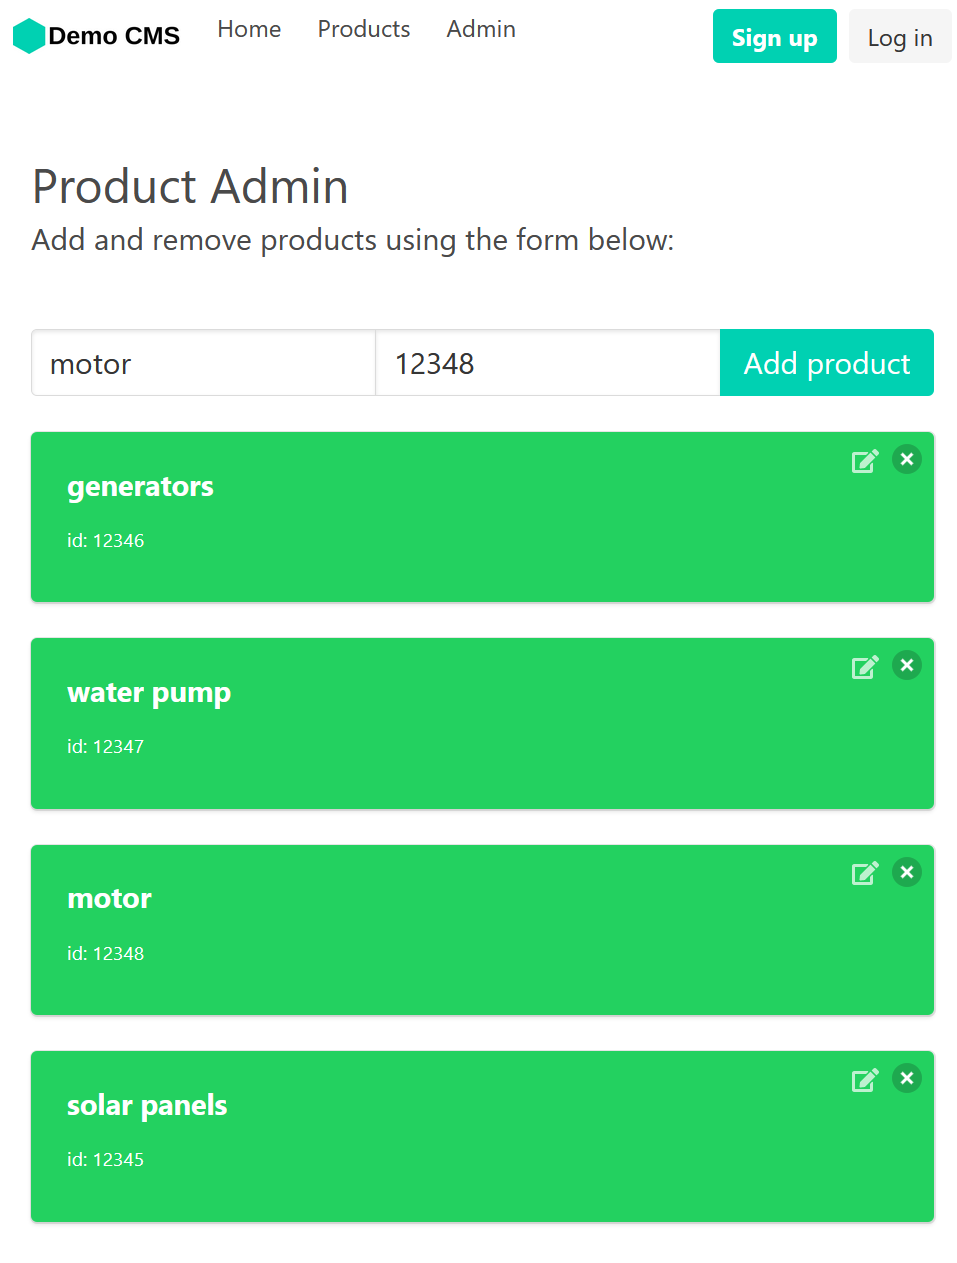 Demo CMS Home Products Admin Sign up Log in
Product Admin
Add and remove products using the form below:
motor 12348 Add product
generators
id: 12346
water pump
id: 12347
motor
id: 12348
solar panels
id: 12345